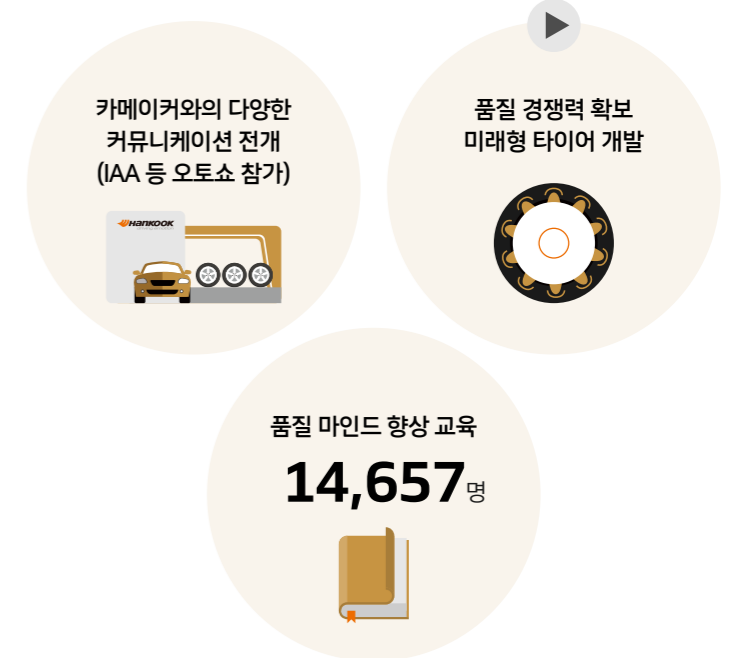 카메이커와의 다양한
커뮤니케이션 전개
(IAA 등 오토쇼 참가)
HANKOOK
품질 경쟁력 확보
미래형 타이어 개발
품질 마인드 향상 교육
14,657명